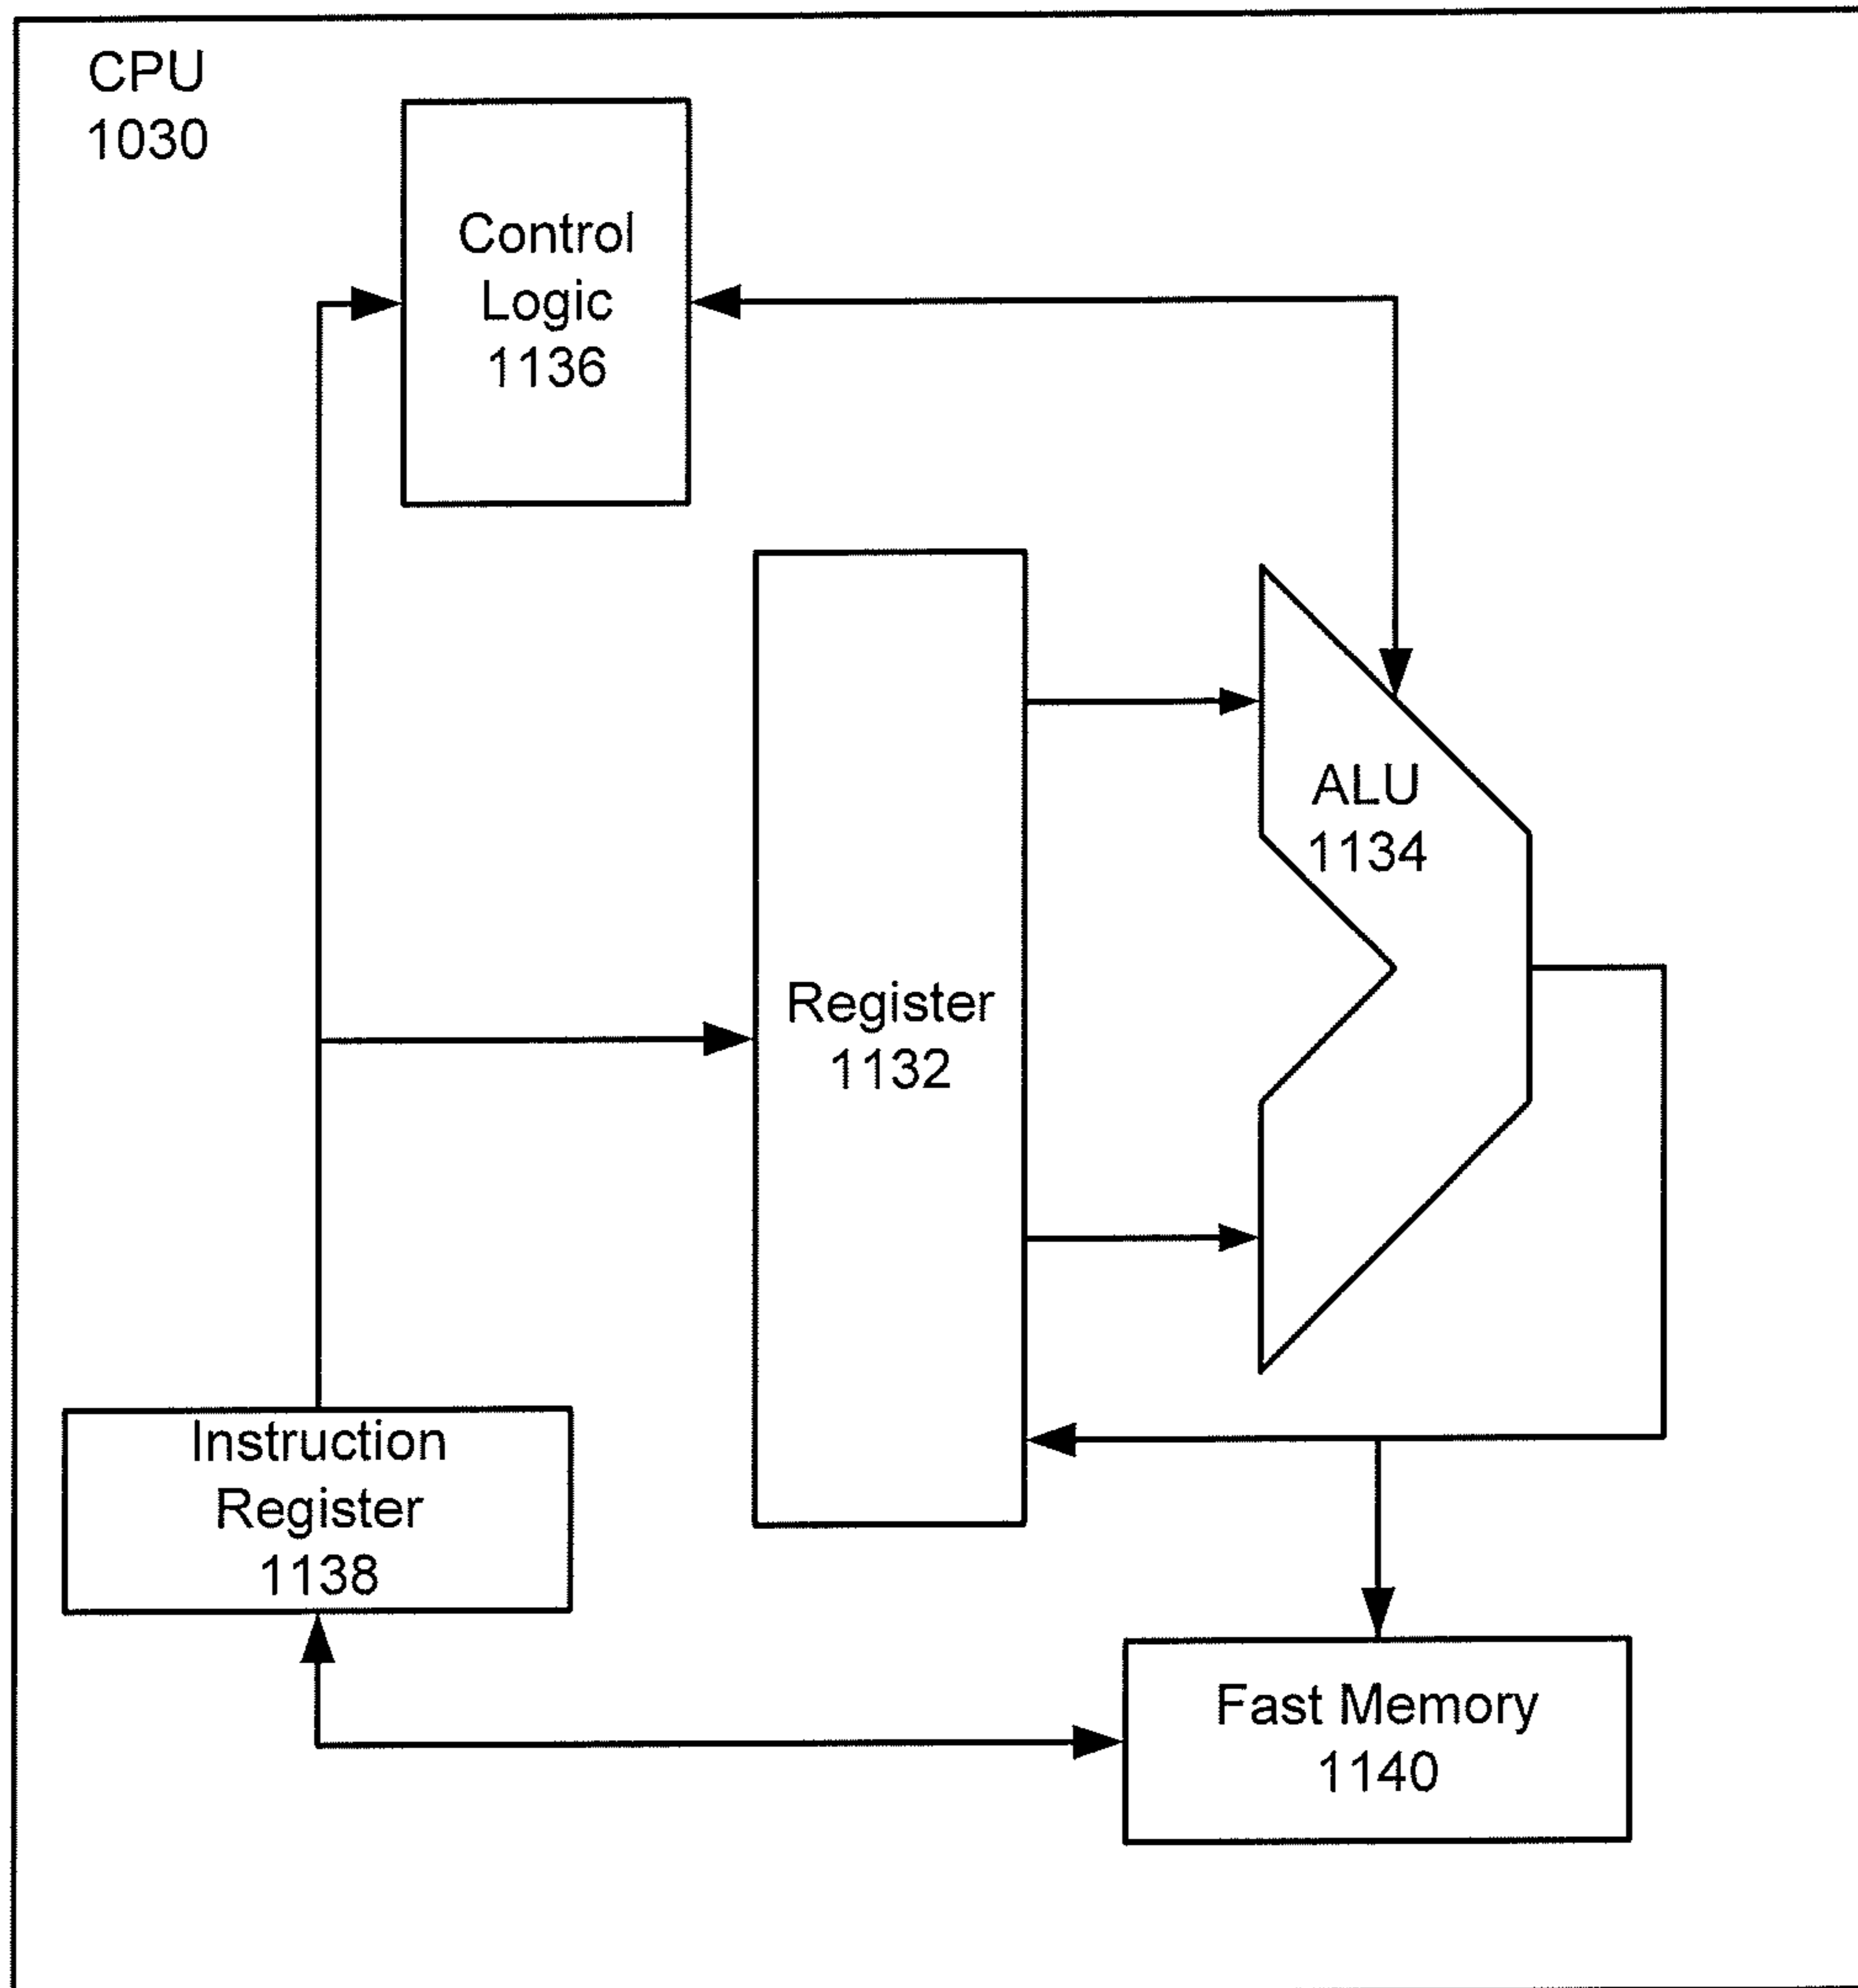 CPU
1030
Control
Logic
1136
ALU
1134
Register
1132
Instruction
Register
1138
Fast Memory
1140